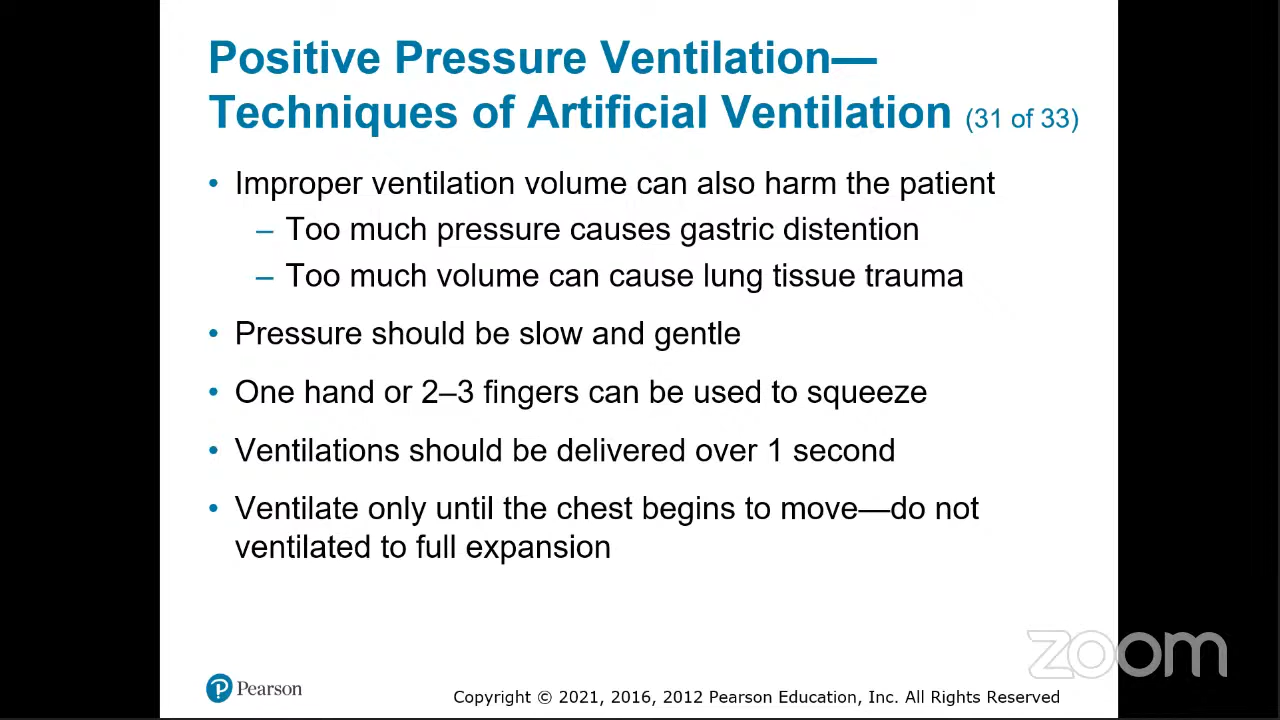 Positive Pressure Ventilation—
Techniques of Artificial Ventilation (31 of 33)
• Improper ventilation volume can also harm the patient
– Too much pressure causes gastric distention
– Too much volume can cause lung tissue trauma
• Pressure should be slow and gentle
• One hand or 2–3 fingers can be used to squeeze
• Ventilations should be delivered over 1 second
• Ventilate only until the chest begins to move—do not
ventilated to full expansion
zoom
Pearson
Copyright © 2021, 2016, 2012 Pearson Education, Inc. All Rights Reserved